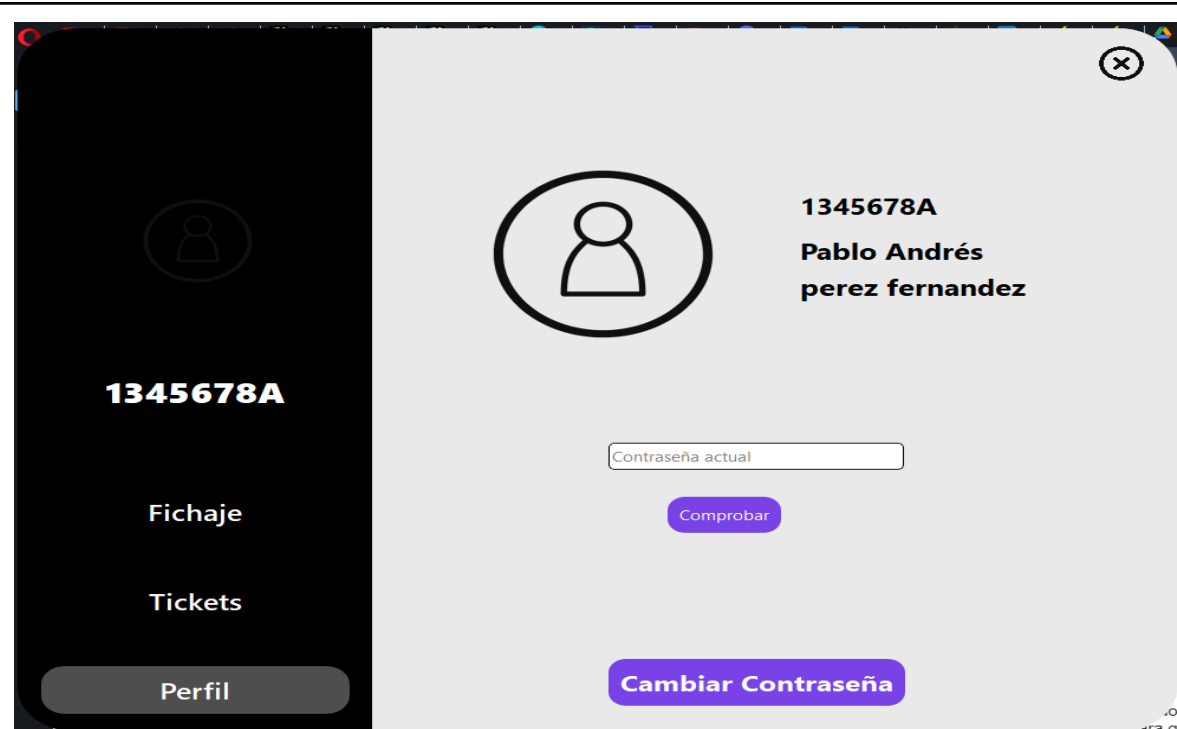 1345678A
Fichaje
Tickets
Perfil
1345678A
Pablo Andrés
perez fernandez
Contraseña actual
Comprobar
Cambiar Contraseña